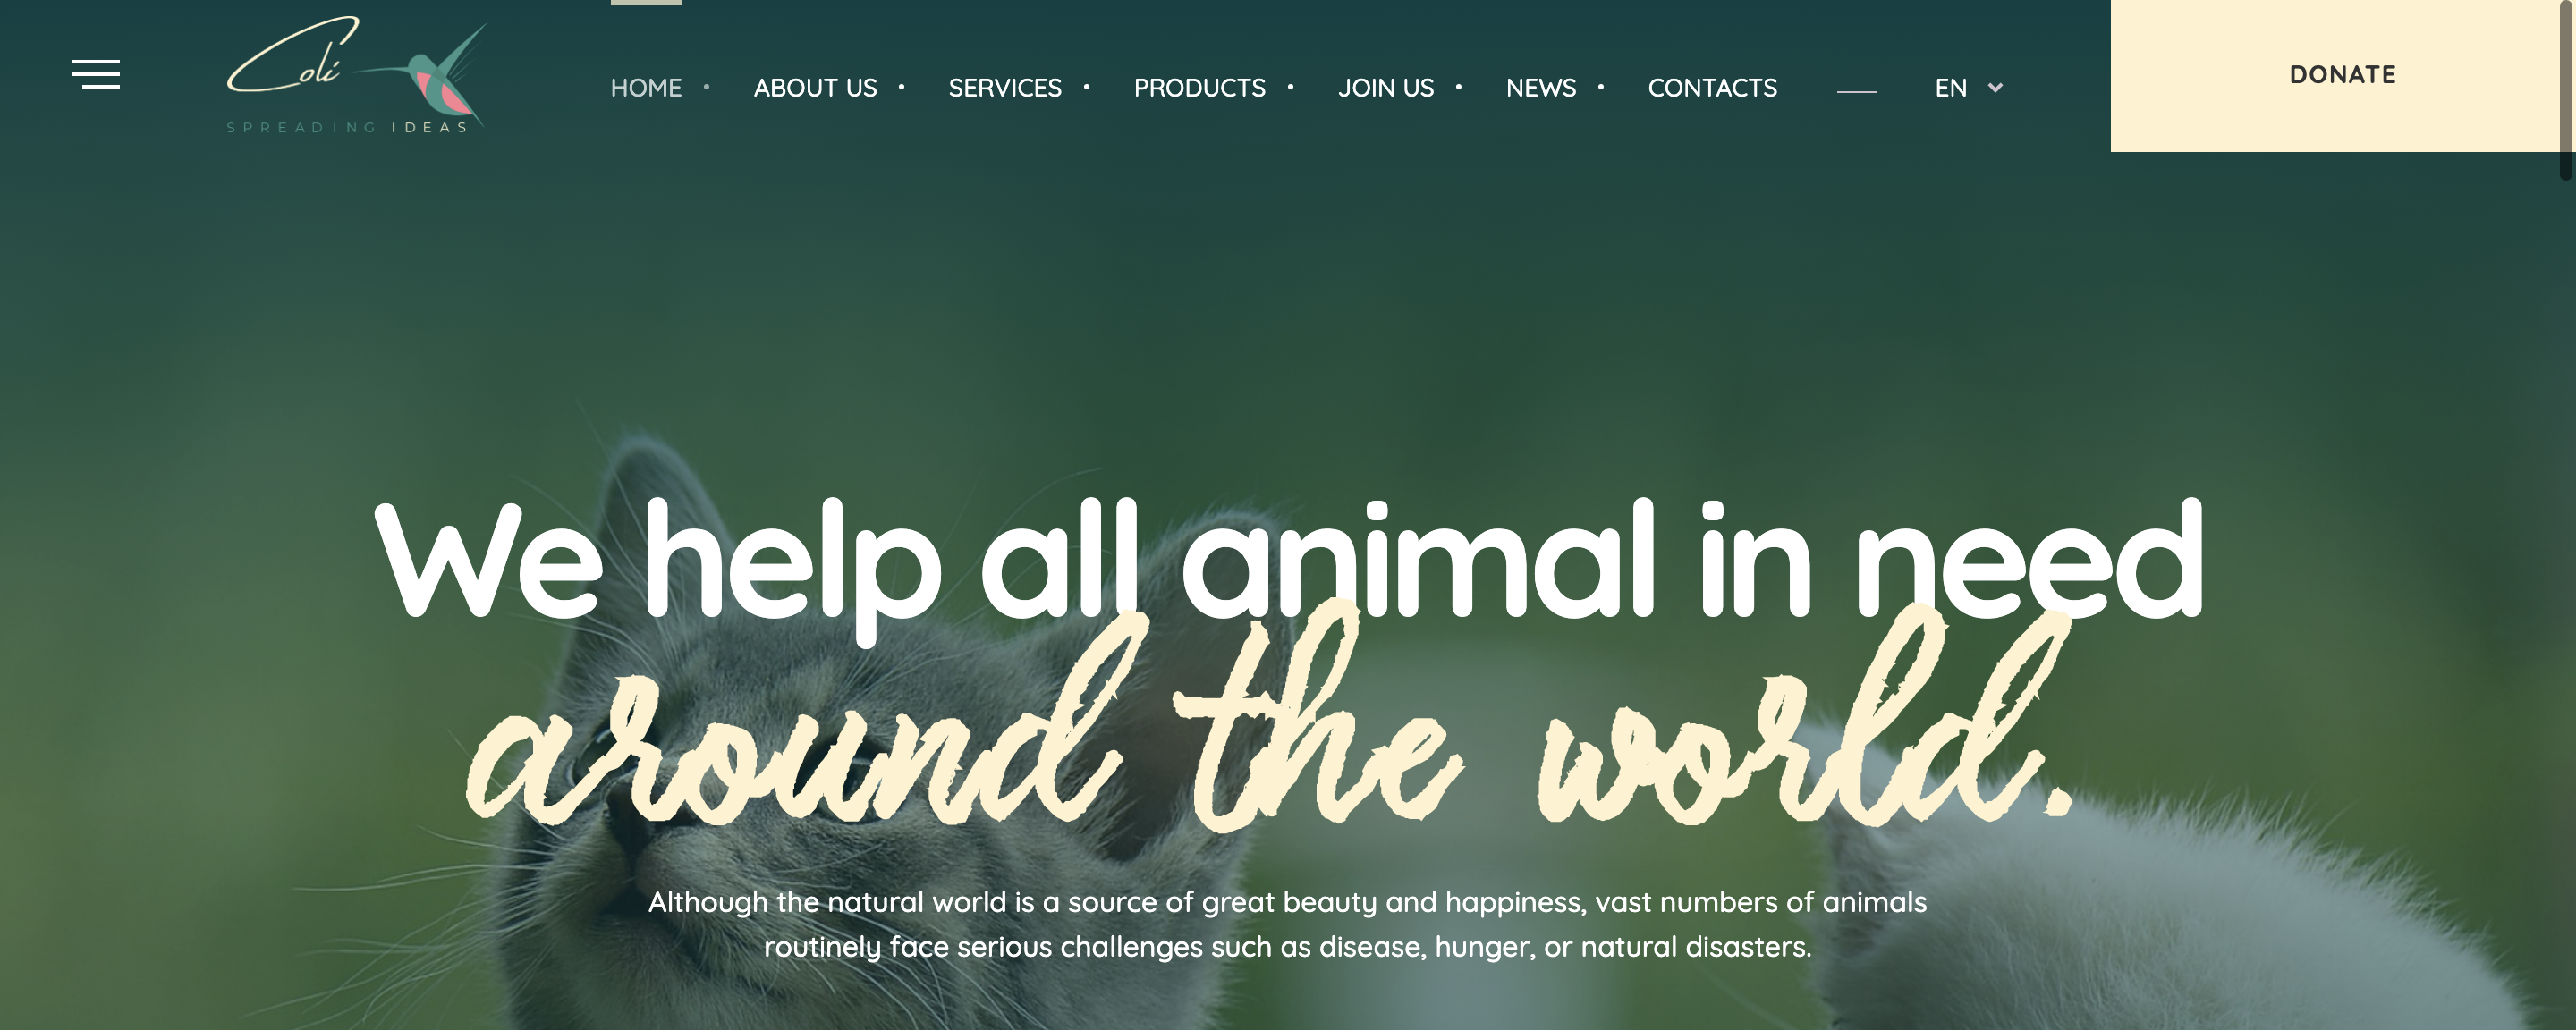 Colí
SPREADING IDEAS
HOME • ABOUT US • SERVICES • PRODUCTS • JOIN US • NEWS • CONTACTS EN DONATE
We help all animal in need
around the world.
Although the natural world is a source of great beauty and happiness, vast numbers of animals
routinely face serious challenges such as disease, hunger, or natural disasters.